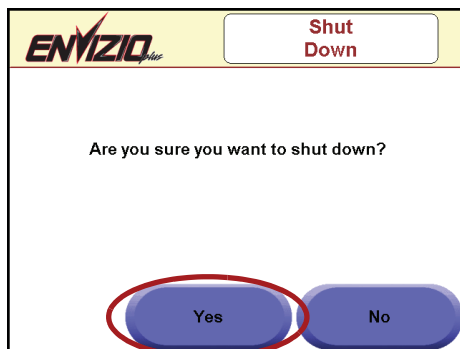 ENVIZIO plus
Shut
Down
Are you sure you want to shut down?
Yes
No